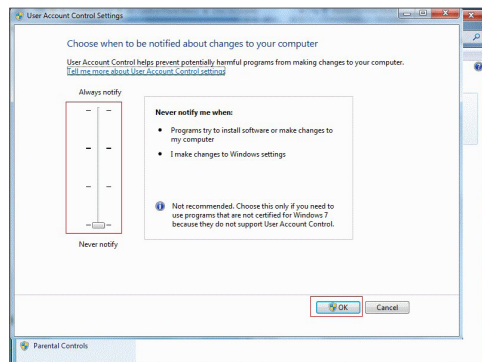 User Account Control Settings
Choose when to be notified about changes to your computer
User Account Control helps prevent potentially harmful programs from making changes to your computer.
Tell me more about User Account Control settings
Always notify
Never notify me when:
Programs try to install software or make changes to
my computer
I make changes to Windows settings
Not recommended. Choose this only if you need to
use programs that are not certified for Windows 7
because they do not support User Account Control.
Never notify
OK
Cancel
Parental Controls